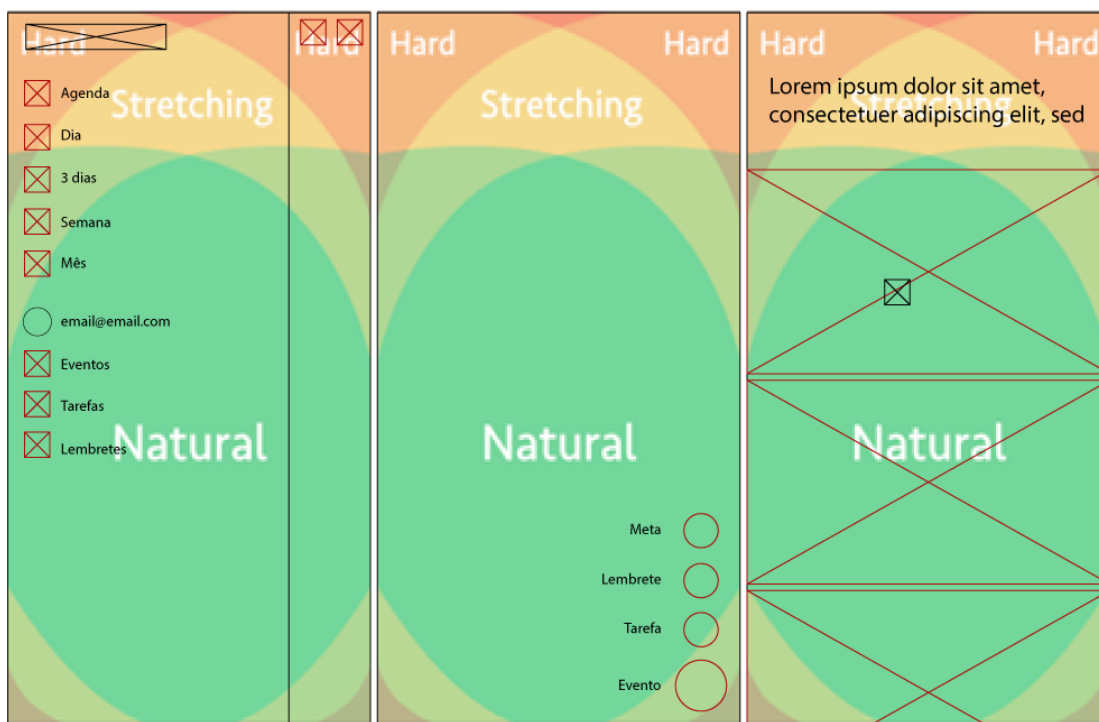 Hard
Hard
Stretching
Agenda
Dia
3 dias
Semana
Mês
email@email.com
Eventos
Tarefas
Natural
Lembretes
Hard
Hard
Stretching
Natural
Meta
Lembrete
Tarefa
Evento
Hard
Hard
Lorem ipsum dolor sit amet,
consectetuer adipiscing elit, sed
Stretching
Natural